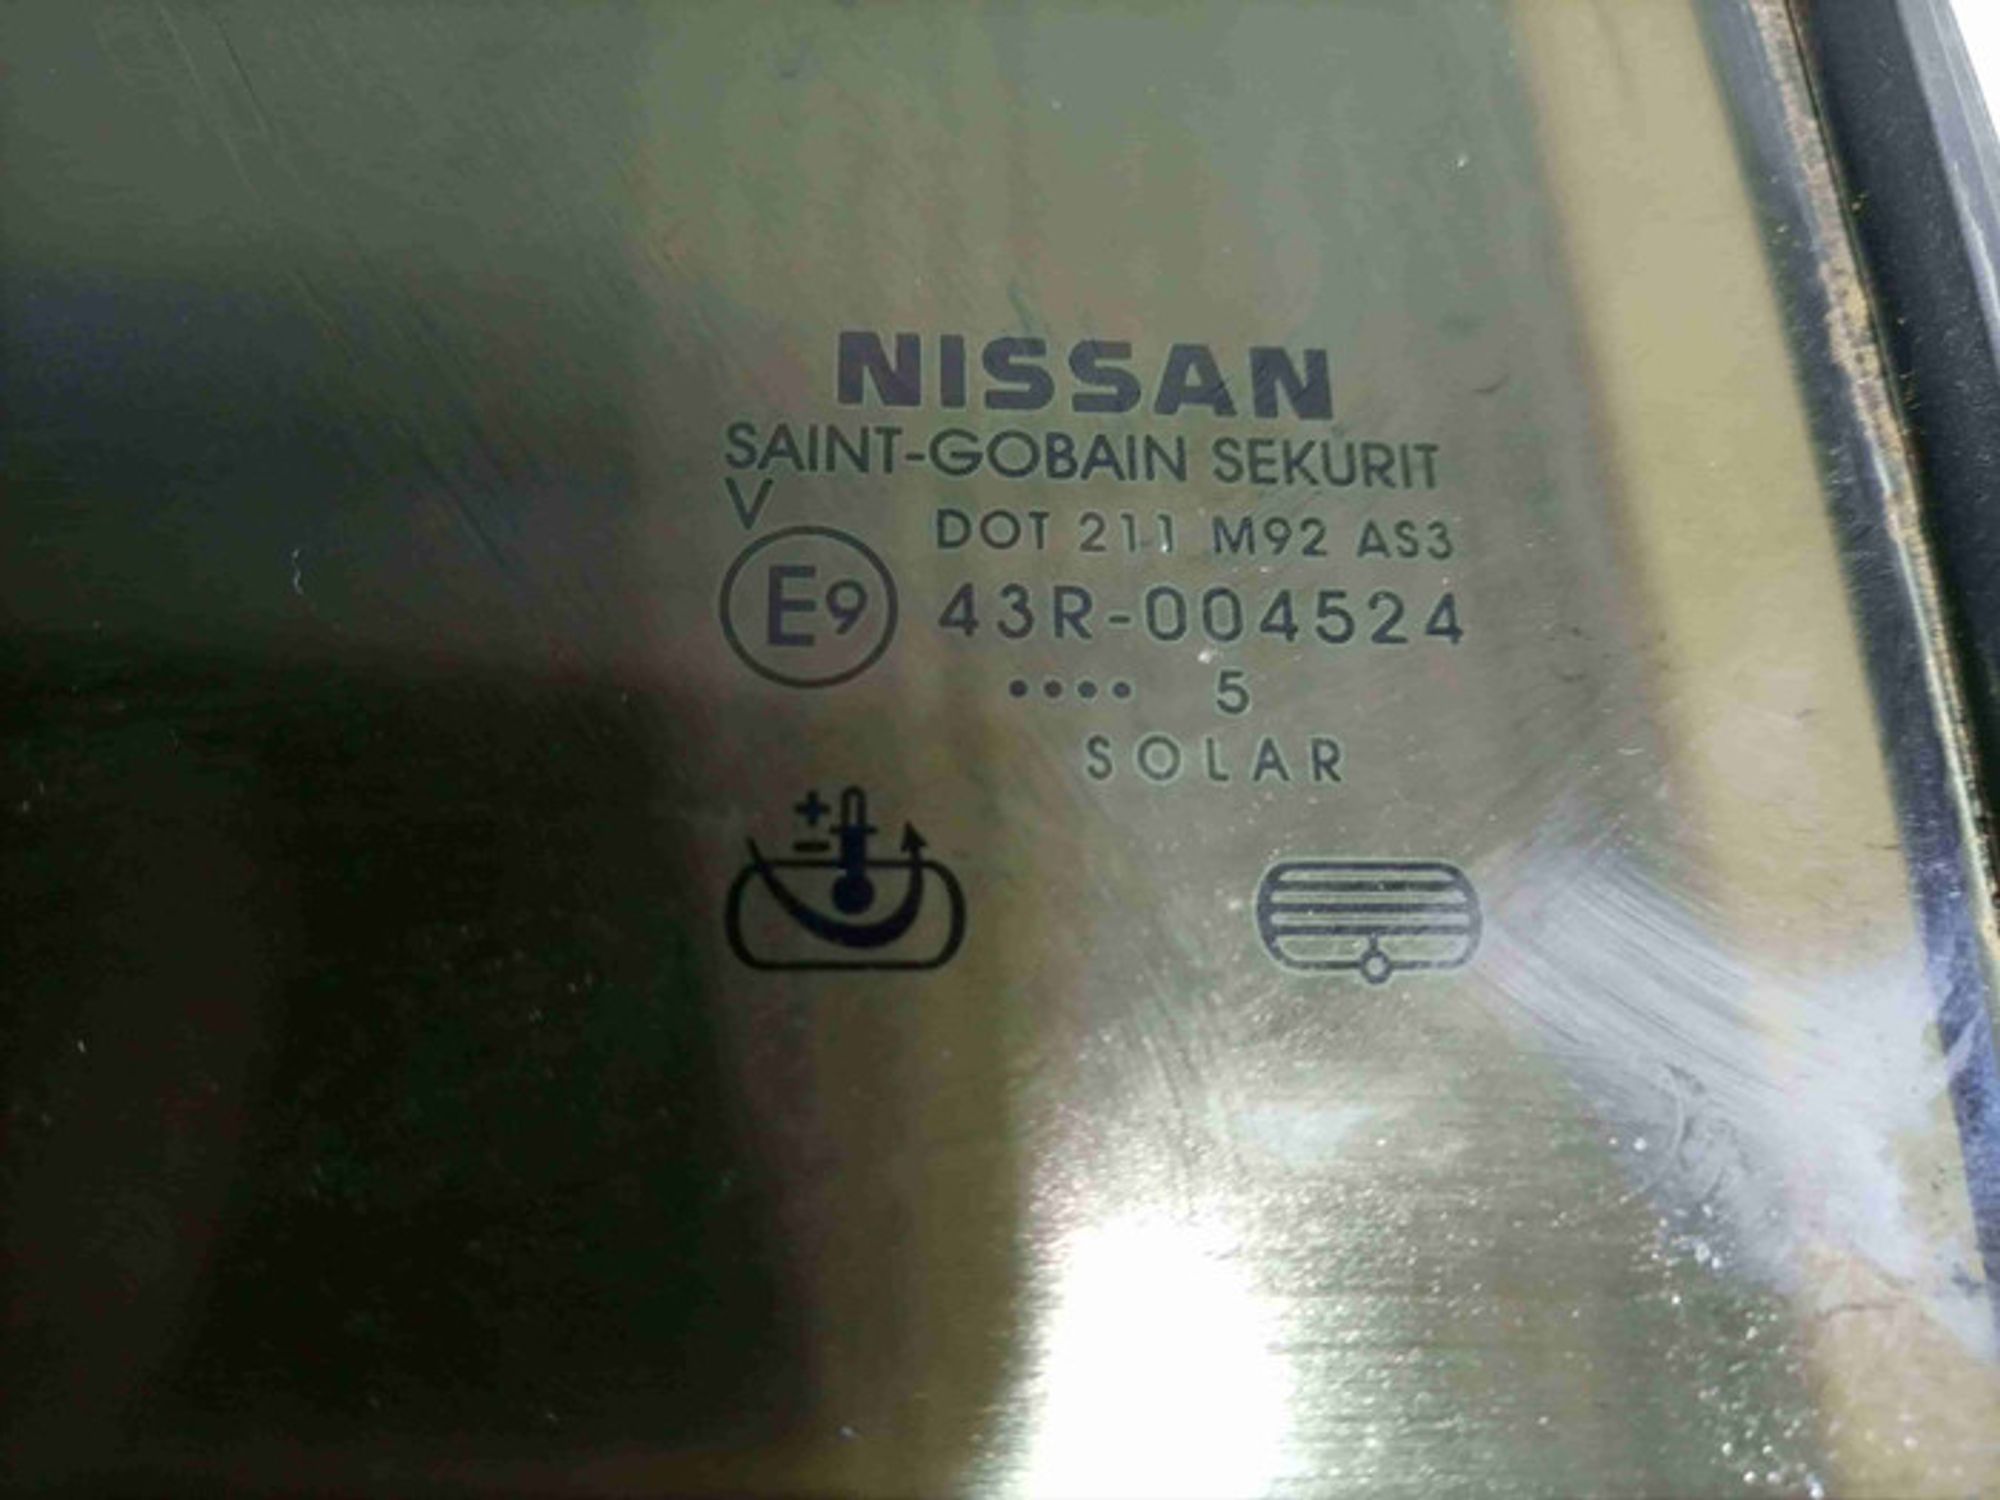 NISSAN
SAINT-GOBAIN SEKURIT
V
DOT 211 M92 AS3
E9 43R-004524
•••• 5
SOLAR